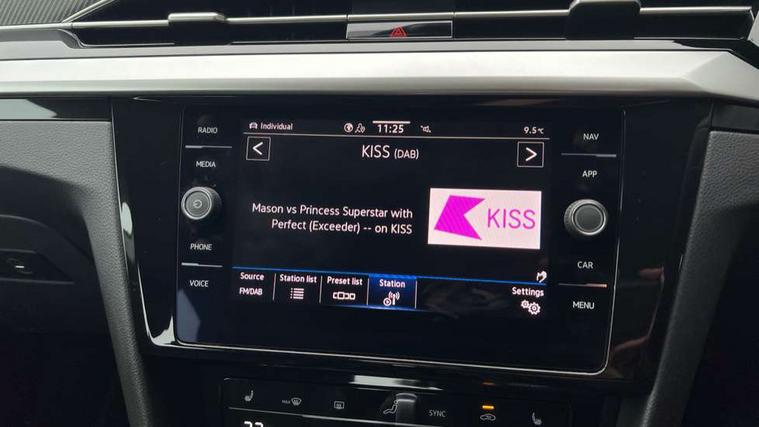 RADIO
MEDIA
PHONE
VOICE
Individual
11:25
9.5°C
KISS (DAB)
Mason vs Princess Superstar with
Perfect (Exceeder) -- on KISS
KISS
Source
FM/DAB
Station list
Preset list
Station
Settings
NAV
APP
CAR
MENU
MAX
SYNC